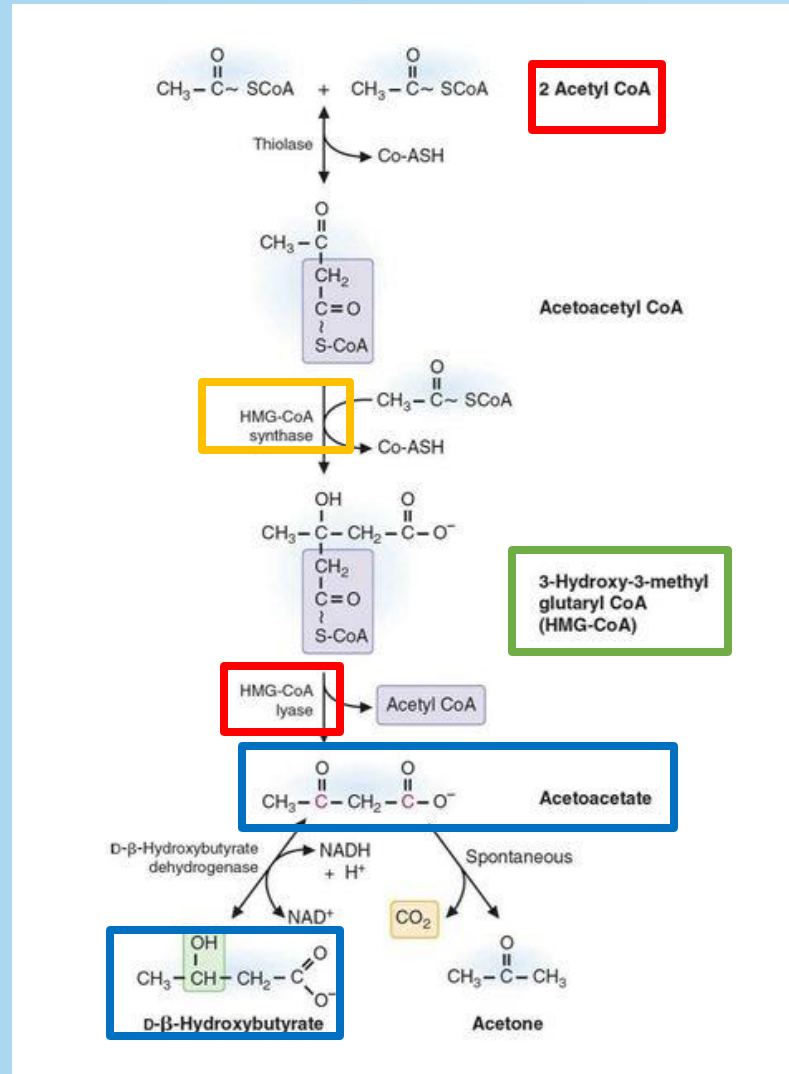 O
CH₃ – C ~ SCoA + CH₃ – C ~ SCoA
O
2 Acetyl CoA
Thiolase
Co-ASH
O
CH₃ – C
CH₂
C = O
S-CoA
Acetoacetyl CoA
HMG-CoA
synthase
O
CH₃ – C ~ SCoA
Co-ASH
OH
O
CH₃ – C – CH₂ – C – O⁻
CH₂
C = O
S-CoA
3-Hydroxy-3-methyl
glutaryl CoA
(HMG-CoA)
HMG-CoA
lyase
Acetyl CoA
O
O
CH₃ – C – CH₂ – C – O⁻
Acetoacetate
D-β-Hydroxybutyrate
dehydrogenase
NADH
+ H⁺
NAD⁺
Spontaneous
CO₂
OH
O
CH₃ – CH – CH₂ – C
O⁻
D-β-Hydroxybutyrate
O
CH₃ – C – CH₃
Acetone